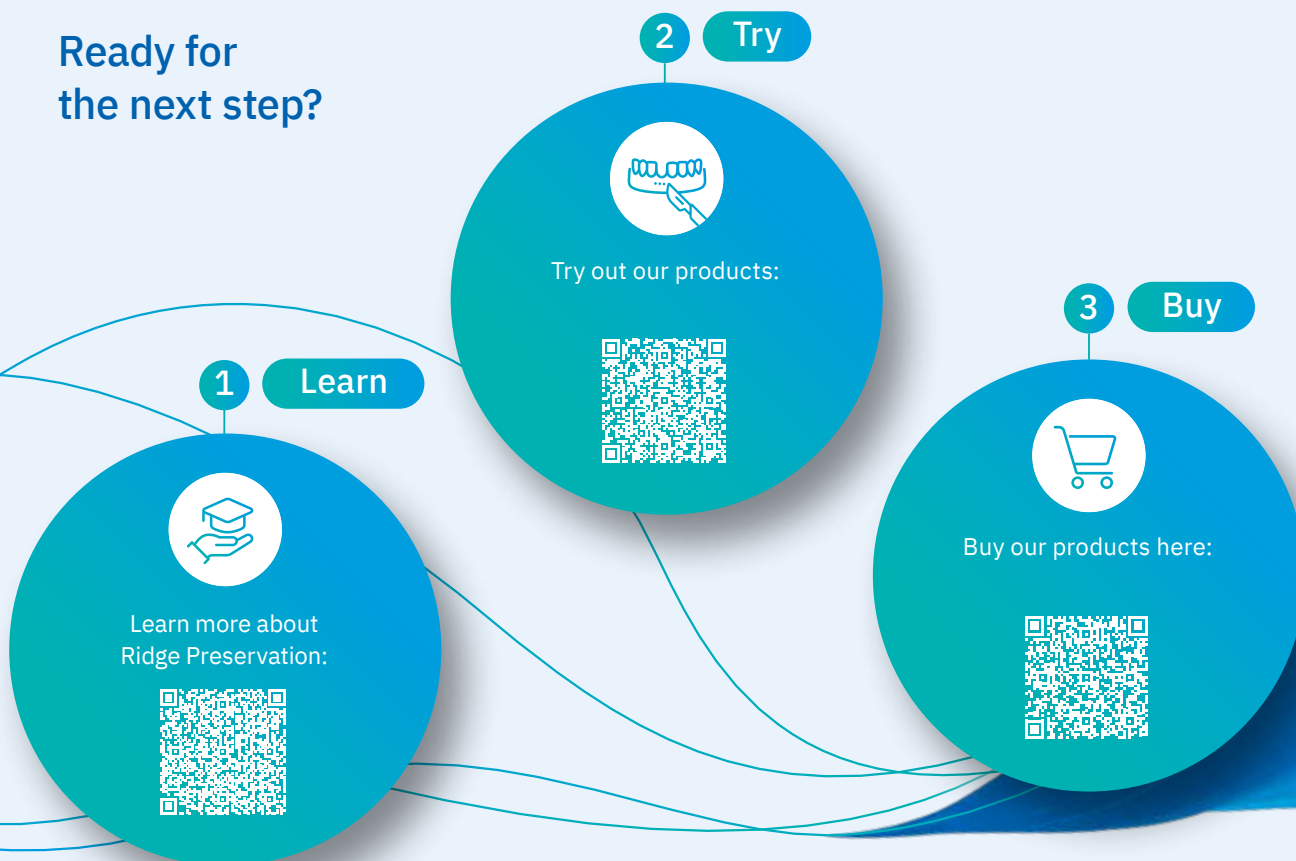 Ready for
the next step?
1 Learn
Learn more about
Ridge Preservation:
2 Try
Try out our products:
3 Buy
Buy our products here: